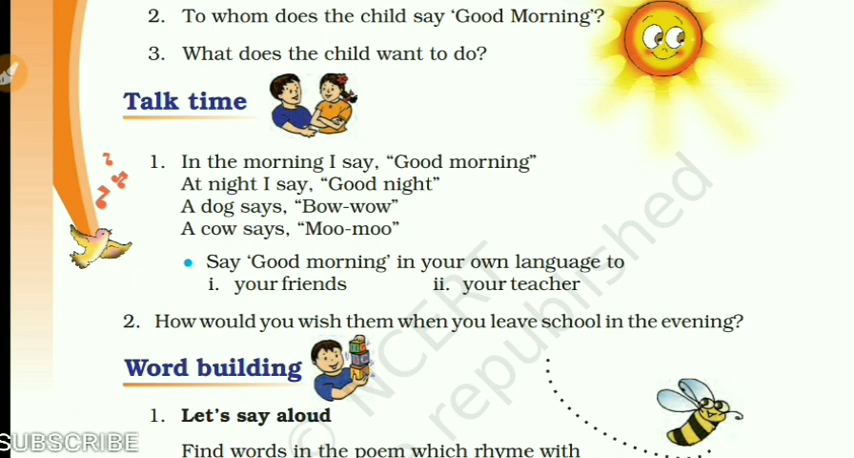 2. To whom does the child say ‘Good Morning’?
3. What does the child want to do?
Talk time
1. In the morning I say, “Good morning”
At night I say, “Good night”
A dog says, “Bow-wow”
A cow says, “Moo-moo”
• Say ‘Good morning’ in your own language to
i. your friends ii. your teacher
2. How would you wish them when you leave school in the evening?
Word building
1. Let's say aloud
SUBSCRIBE
Find words in the poem which rhyme with
© NCERT
republished